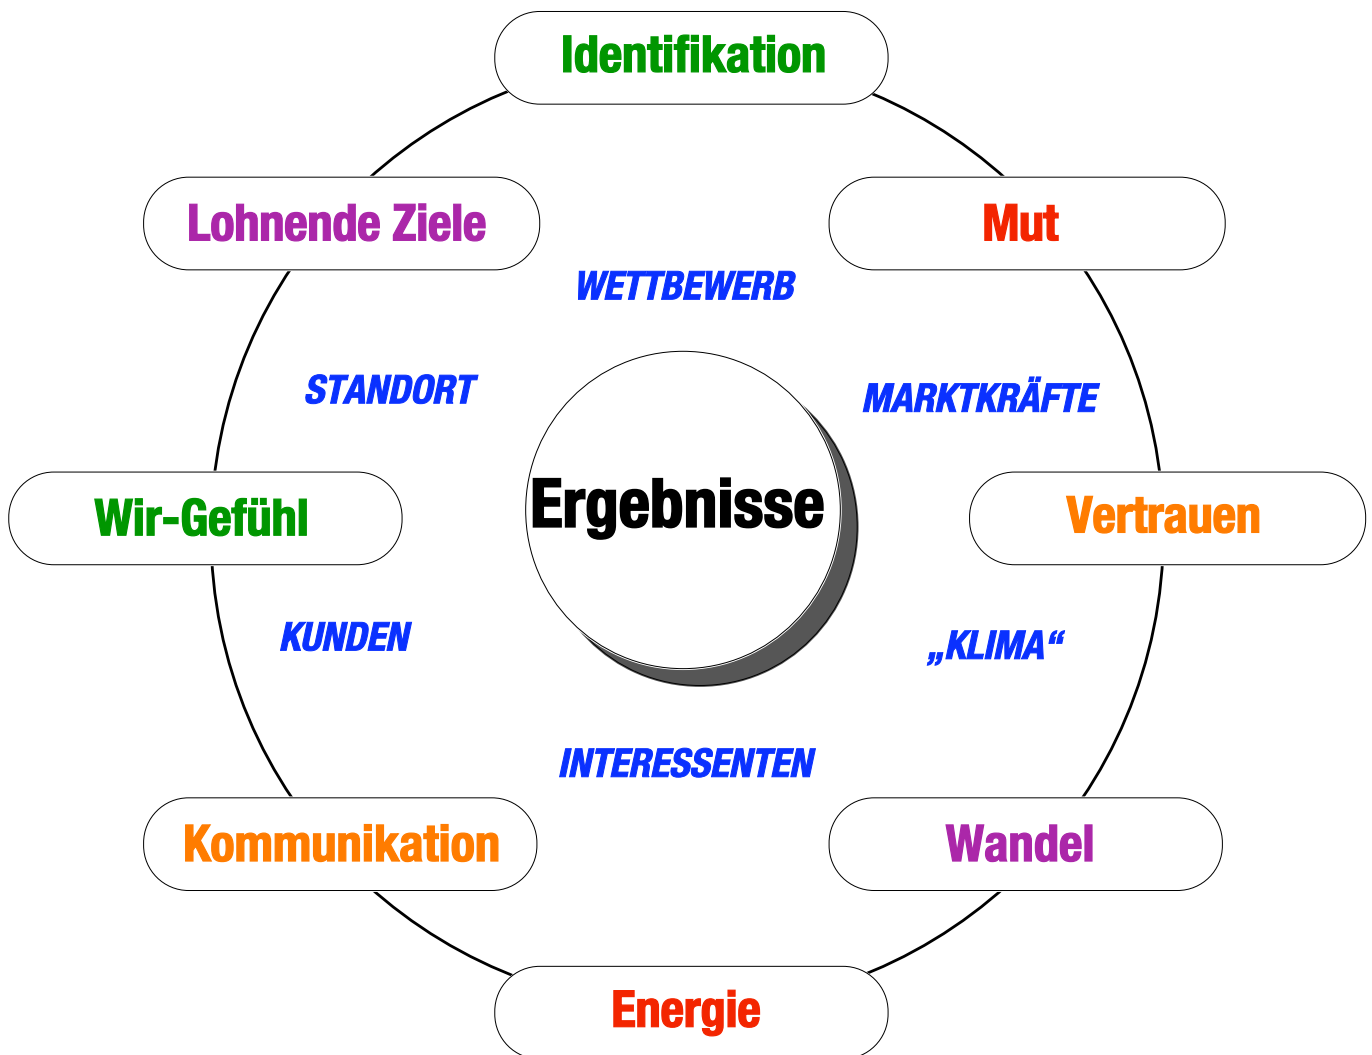 Identifikation
Lohnende Ziele
Mut
WETTBEWERB
STANDORT
MARKTKRÄFTE
Wir-Gefühl
Ergebnisse
Vertrauen
KUNDEN
„KLIMA“
INTERESSENTEN
Kommunikation
Wandel
Energie